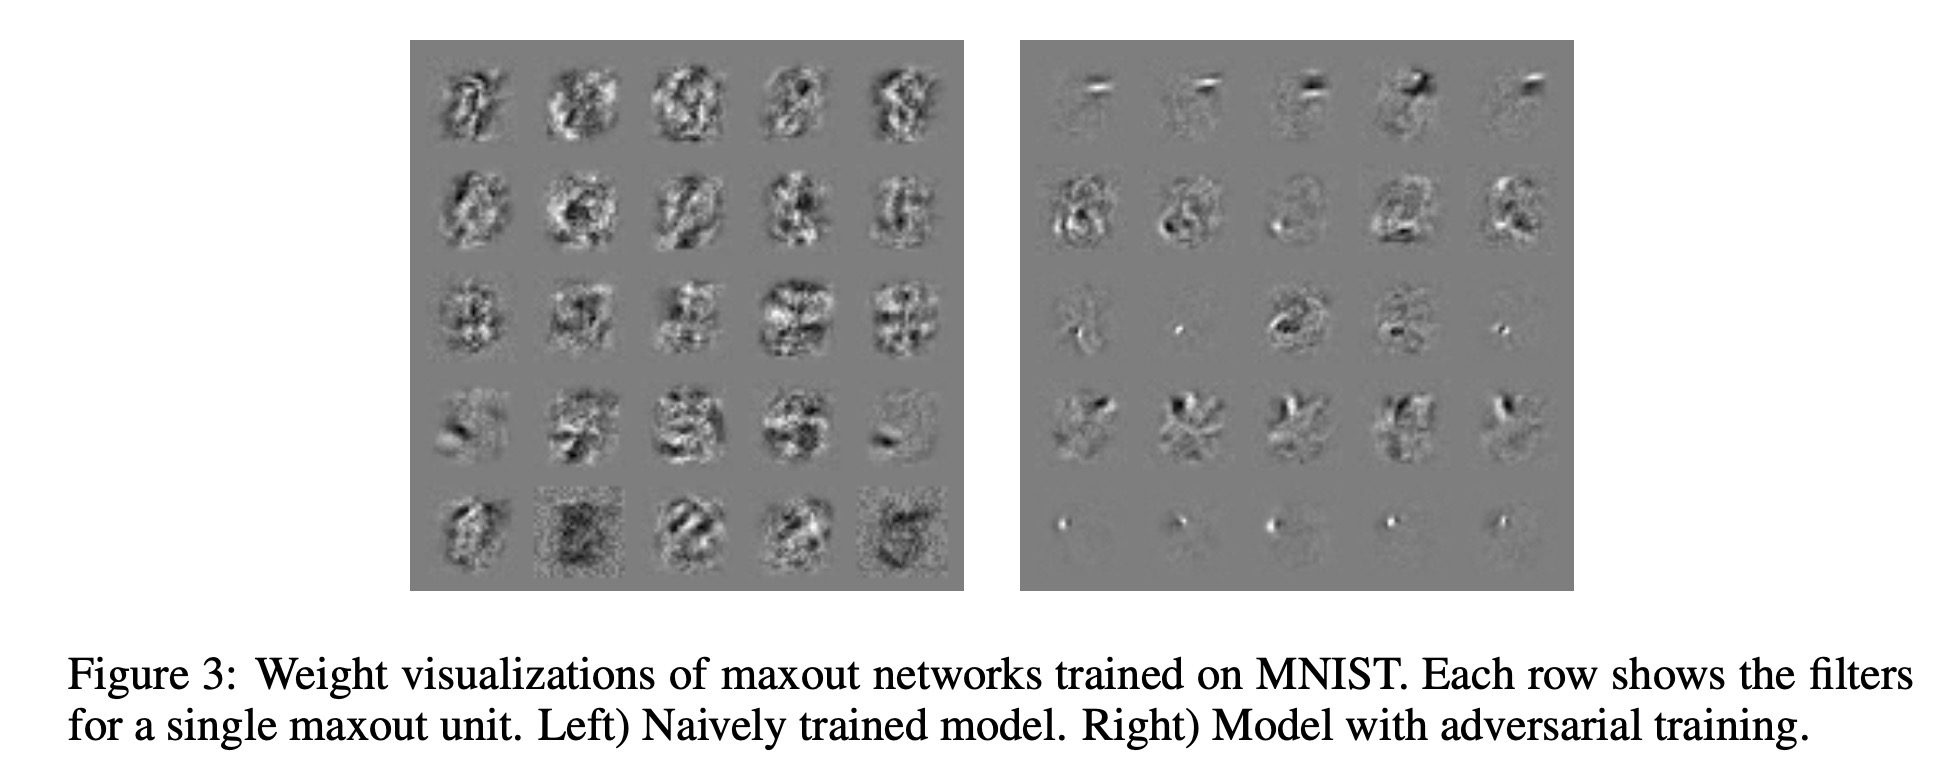 Figure 3: Weight visualizations of maxout networks trained on MNIST. Each row shows the filters
for a single maxout unit. Left) Naively trained model. Right) Model with adversarial training.